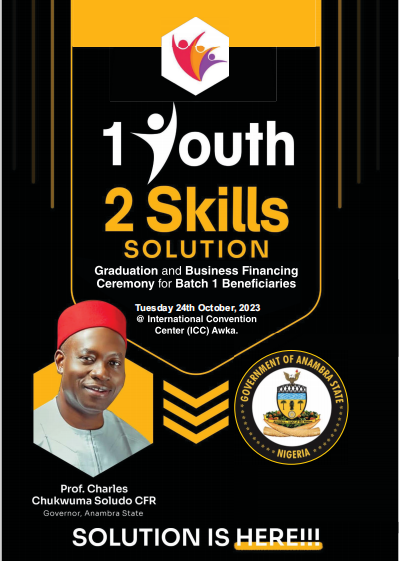 1 Youth
2 Skills
SOLUTION
Graduation and Business Financing
Ceremony for Batch 1 Beneficiaries
Tuesday 24th October, 2023
@ International Convention
Center (ICC) Awka.
GOVERNMENT OF ANAMBRA STATE
NIGERIA
Prof. Charles
Chukwuma Soludo CFR
Governor, Anambra State
SOLUTION IS HERE!!!